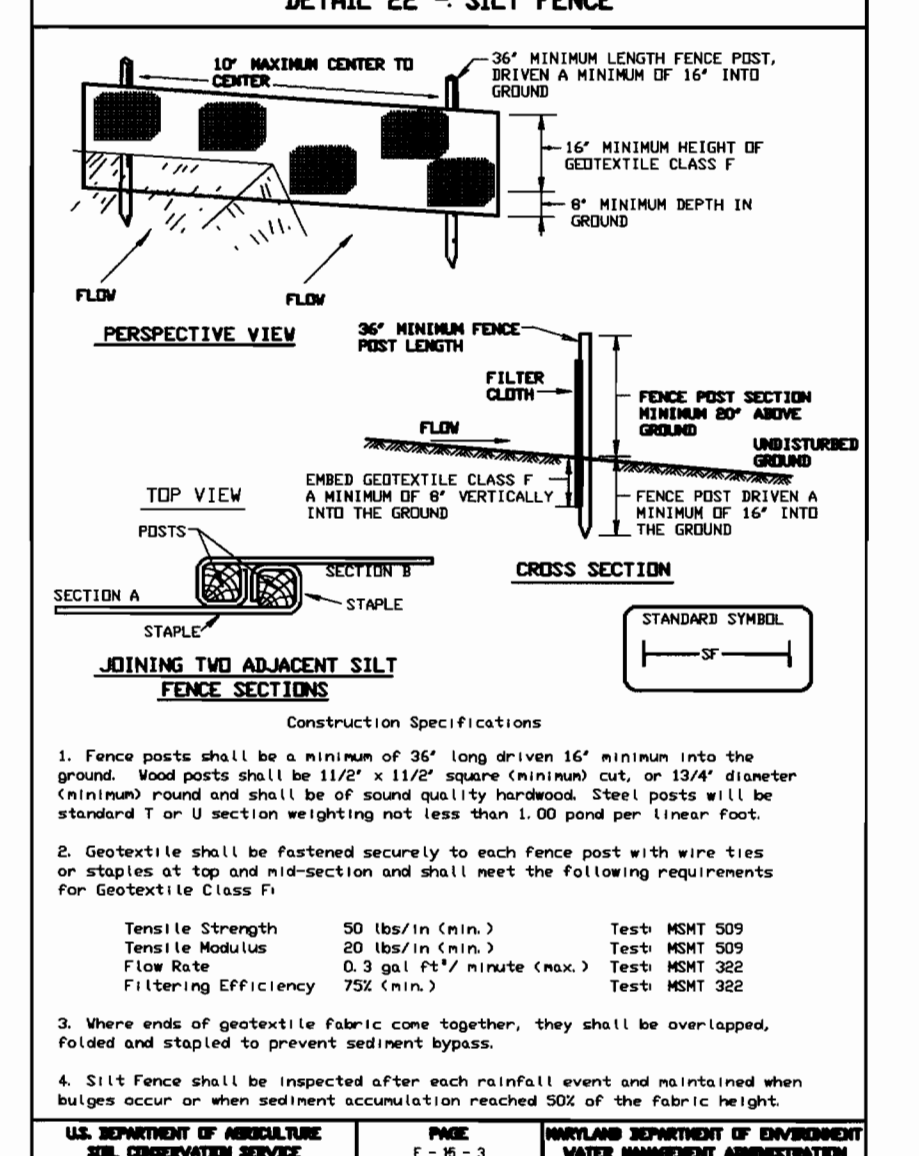 DETAIL 22 - SILT FENCE
10" MAXIMUM CENTER TO
CENTER
36" MINIMUM LENGTH FENCE POST,
DRIVEN A MINIMUM OF 16" INTO
GROUND
16" MINIMUM HEIGHT OF
GEOTEXTILE CLASS F
8" MINIMUM DEPTH IN
GROUND
FLOW
FLOW
PERSPECTIVE VIEW
36" MINIMUM FENCE
POST LENGTH
FILTER
CLOTH
FENCE POST SECTION
MINIMUM 20" ABOVE
GROUND
FLOW
UNDISTURBED
GROUND
EMBED GEOTEXTILE CLASS F
A MINIMUM OF 8" VERTICALLY
INTO THE GROUND
FENCE POST DRIVEN A
MINIMUM OF 16" INTO
THE GROUND
CROSS SECTION
TOP VIEW
POSTS
SECTION B
SECTION A
STAPLE
STAPLE
JOINING TWO ADJACENT SILT
FENCE SECTIONS
STANDARD SYMBOL
SF
Construction Specifications
1. Fence posts shall be a minimum of 36" long driven 16" minimum into the
ground. Wood posts shall be 11/2" x 11/2" square (minimum) cut, or 13/4" diameter
(minimum) round and shall be of sound quality hardwood. Steel posts will be
standard T or U section weighting not less than 1.00 pond per linear foot.
2. Geotextile shall be fastened securely to each fence post with wire ties
or staples at top and mid-section and shall meet the following requirements
for Geotextile Class F:
Tensile Strength 50 lbs/in (min.) Test: MSMT 509
Tensile Modulus 20 lbs/in (min.) Test: MSMT 509
Flow Rate 0.3 gal ft²/ minute (max.) Test: MSMT 322
Filtering Efficiency 75% (min.) Test: MSMT 322
3. Where ends of geotextile fabric come together, they shall be overlapped,
folded and stapled to prevent sediment bypass.
4. Silt Fence shall be inspected after each rainfall event and maintained when
bulges occur or when sediment accumulation reached 50% of the fabric height.
U.S. DEPARTMENT OF AGRICULTURE
SOIL CONSERVATION SERVICE
PAGE
E - 15 - 3
MARYLAND DEPARTMENT OF ENVIRONMENT
WATER MANAGEMENT ADMINISTRATION